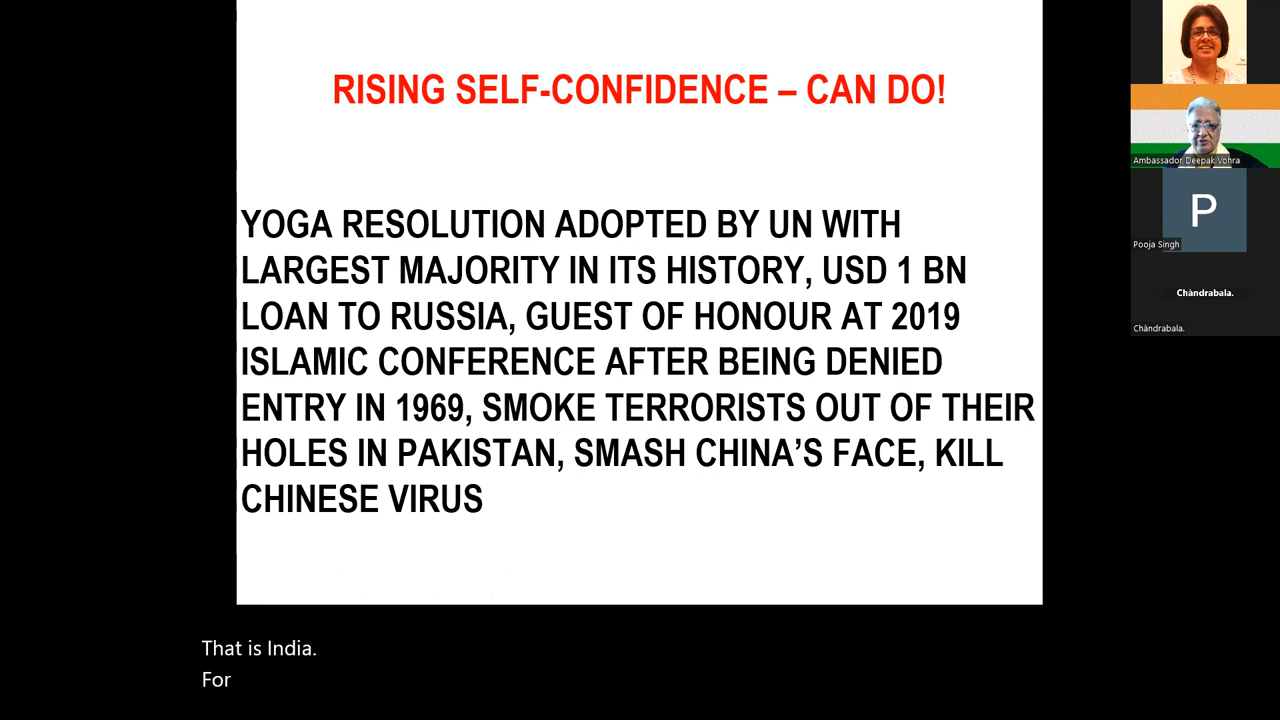 RISING SELF-CONFIDENCE – CAN DO!
YOGA RESOLUTION ADOPTED BY UN WITH
LARGEST MAJORITY IN ITS HISTORY, USD 1 BN
LOAN TO RUSSIA, GUEST OF HONOUR AT 2019
ISLAMIC CONFERENCE AFTER BEING DENIED
ENTRY IN 1969, SMOKE TERRORISTS OUT OF THEIR
HOLES IN PAKISTAN, SMASH CHINA’S FACE, KILL
CHINESE VIRUS
Ambassador Deepak Vohra
P
Pooja Singh
Chàndrabala.
Chàndrabala.
That is India.
For